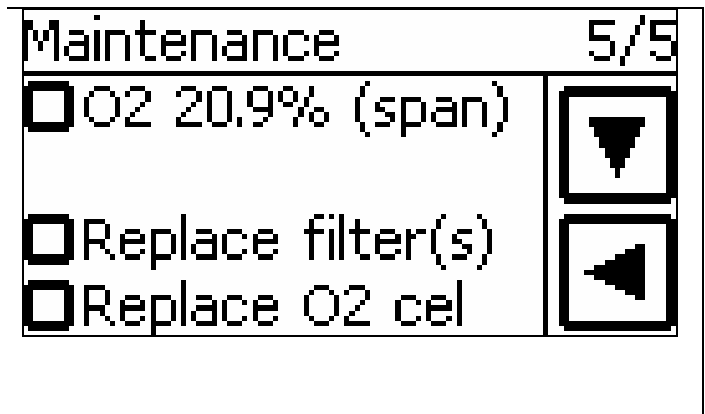 Maintenance 5/5
O2 20.9% (span)
Replace filter(s)
Replace O2 cel